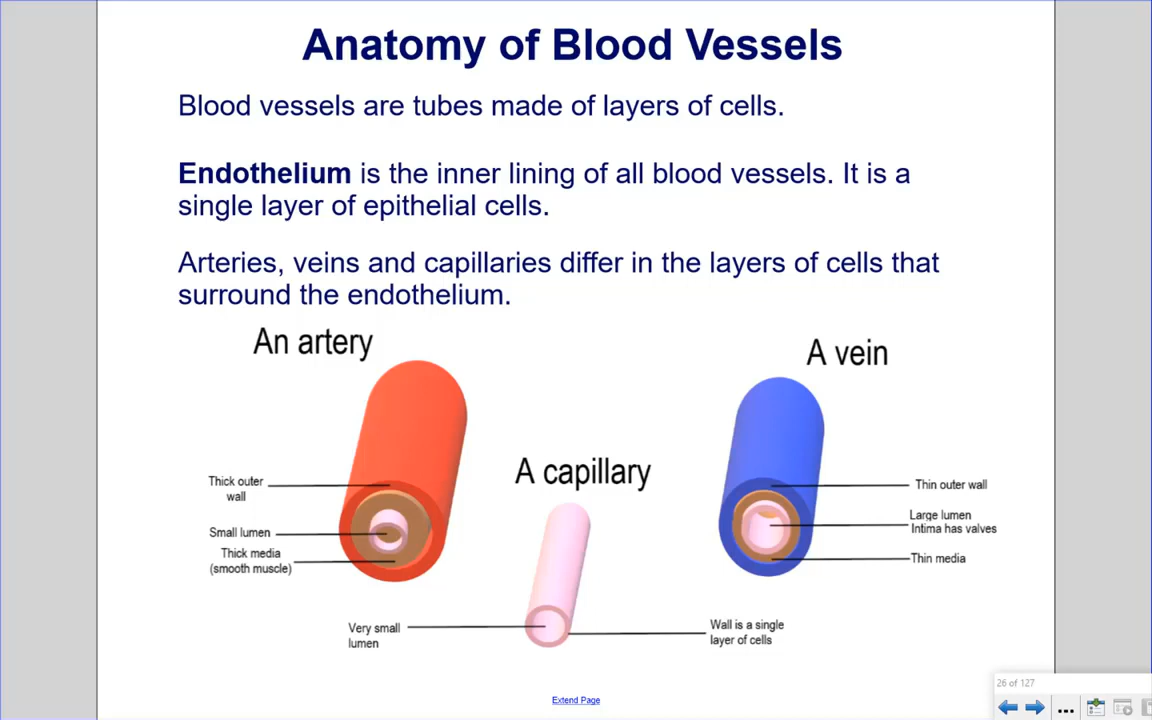 Anatomy of Blood Vessels
Blood vessels are tubes made of layers of cells.
Endothelium is the inner lining of all blood vessels. It is a
single layer of epithelial cells.
Arteries, veins and capillaries differ in the layers of cells that
surround the endothelium.
An artery
A vein
A capillary
Thick outer
wall
Small lumen
Thick media
(smooth muscle)
Thin outer wall
Large lumen
Intima has valves
Thin media
Very small
lumen
Wall is a single
layer of cells
26 of 127
Extend Page